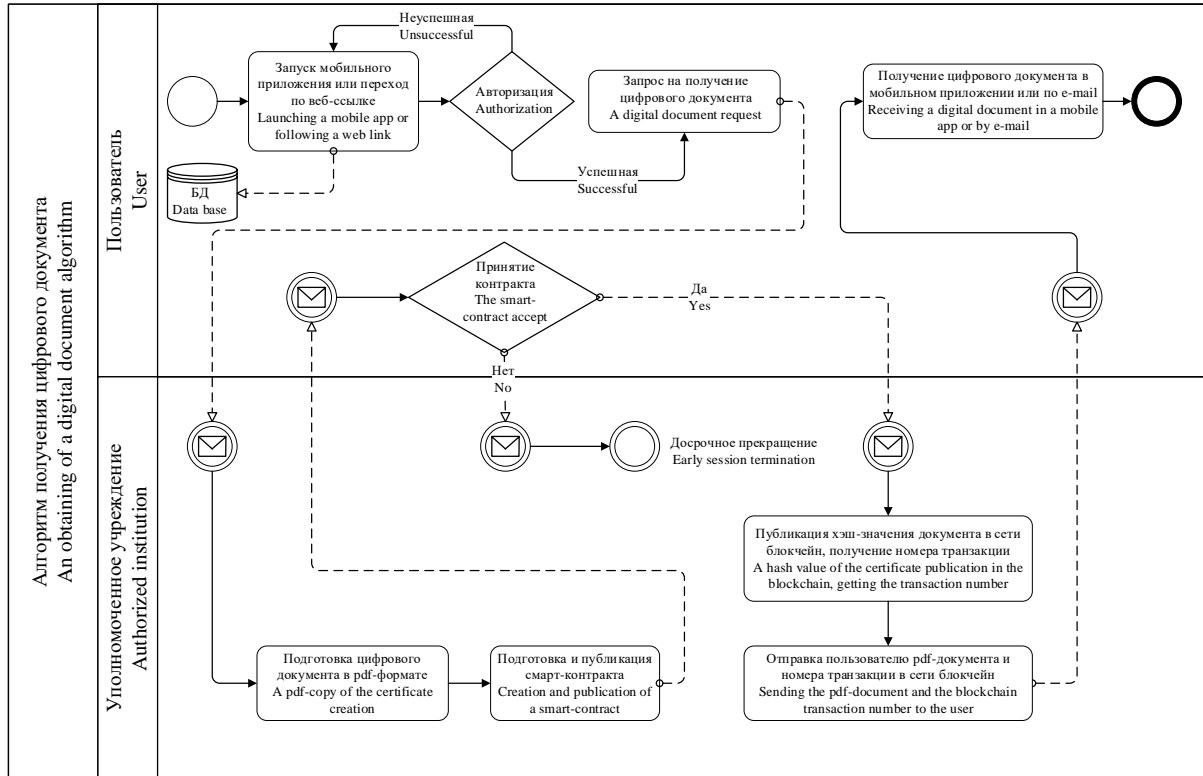 Алгоритм получения цифрового документа
An obtaining of a digital document algorithm
Пользователь
User
Неуспешная
Unsuccessful
Запуск мобильного
приложения или переход
по веб-ссылке
Launching a mobile app or
following a web link
Авторизация
Authorization
Запрос на получение
цифрового документа
A digital document request
Получение цифрового документа в
мобильном приложении или по e-mail
Receiving a digital document in a mobile
app or by e-mail
Успешная
Successful
БД
Data base
Принятие
контракта
The smart-
contract accept
Да
Yes
Нет
No
Уполномоченное учреждение
Authorized institution
Досрочное прекращение
Early session termination
Публикация хэш-значения документа в сети
блокчейн, получение номера транзакции
A hash value of the certificate publication in the
blockchain, getting the transaction number
Подготовка цифрового
документа в pdf-формате
A pdf-copy of the certificate
creation
Подготовка и публикация
смарт-контракта
Creation and publication of
a smart-contract
Отправка пользователю pdf-документа и
номера транзакции в сети блокчейн
Sending the pdf-document and the blockchain
transaction number to the user